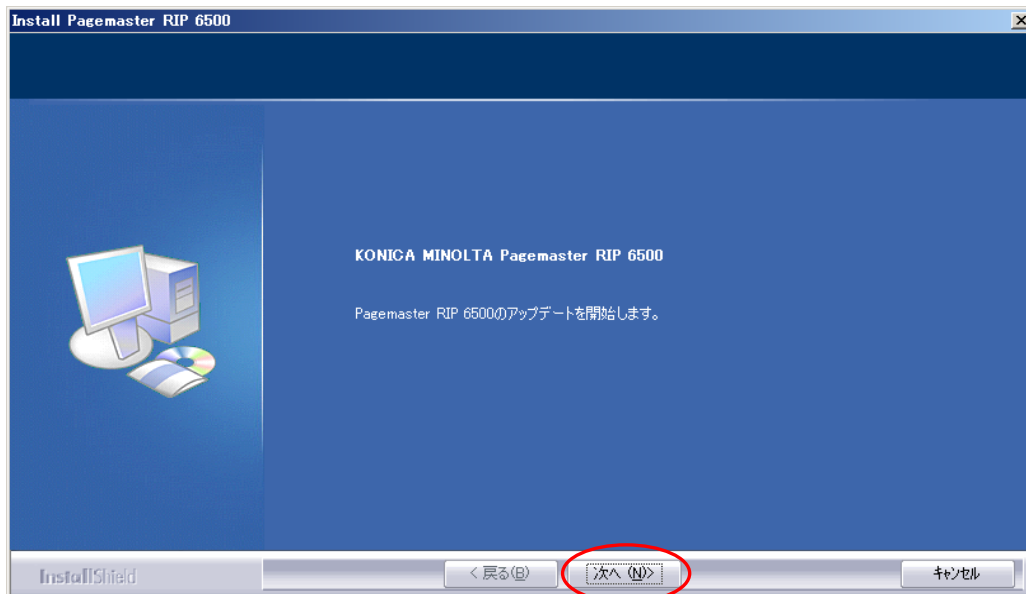 Install Pagemaster RIP 6500
KONICA MINOLTA Pagemaster RIP 6500
Pagemaster RIP 6500のアップデートを開始します。
InstallShield
< 戻る(B)
次へ (N)>
キャンセル